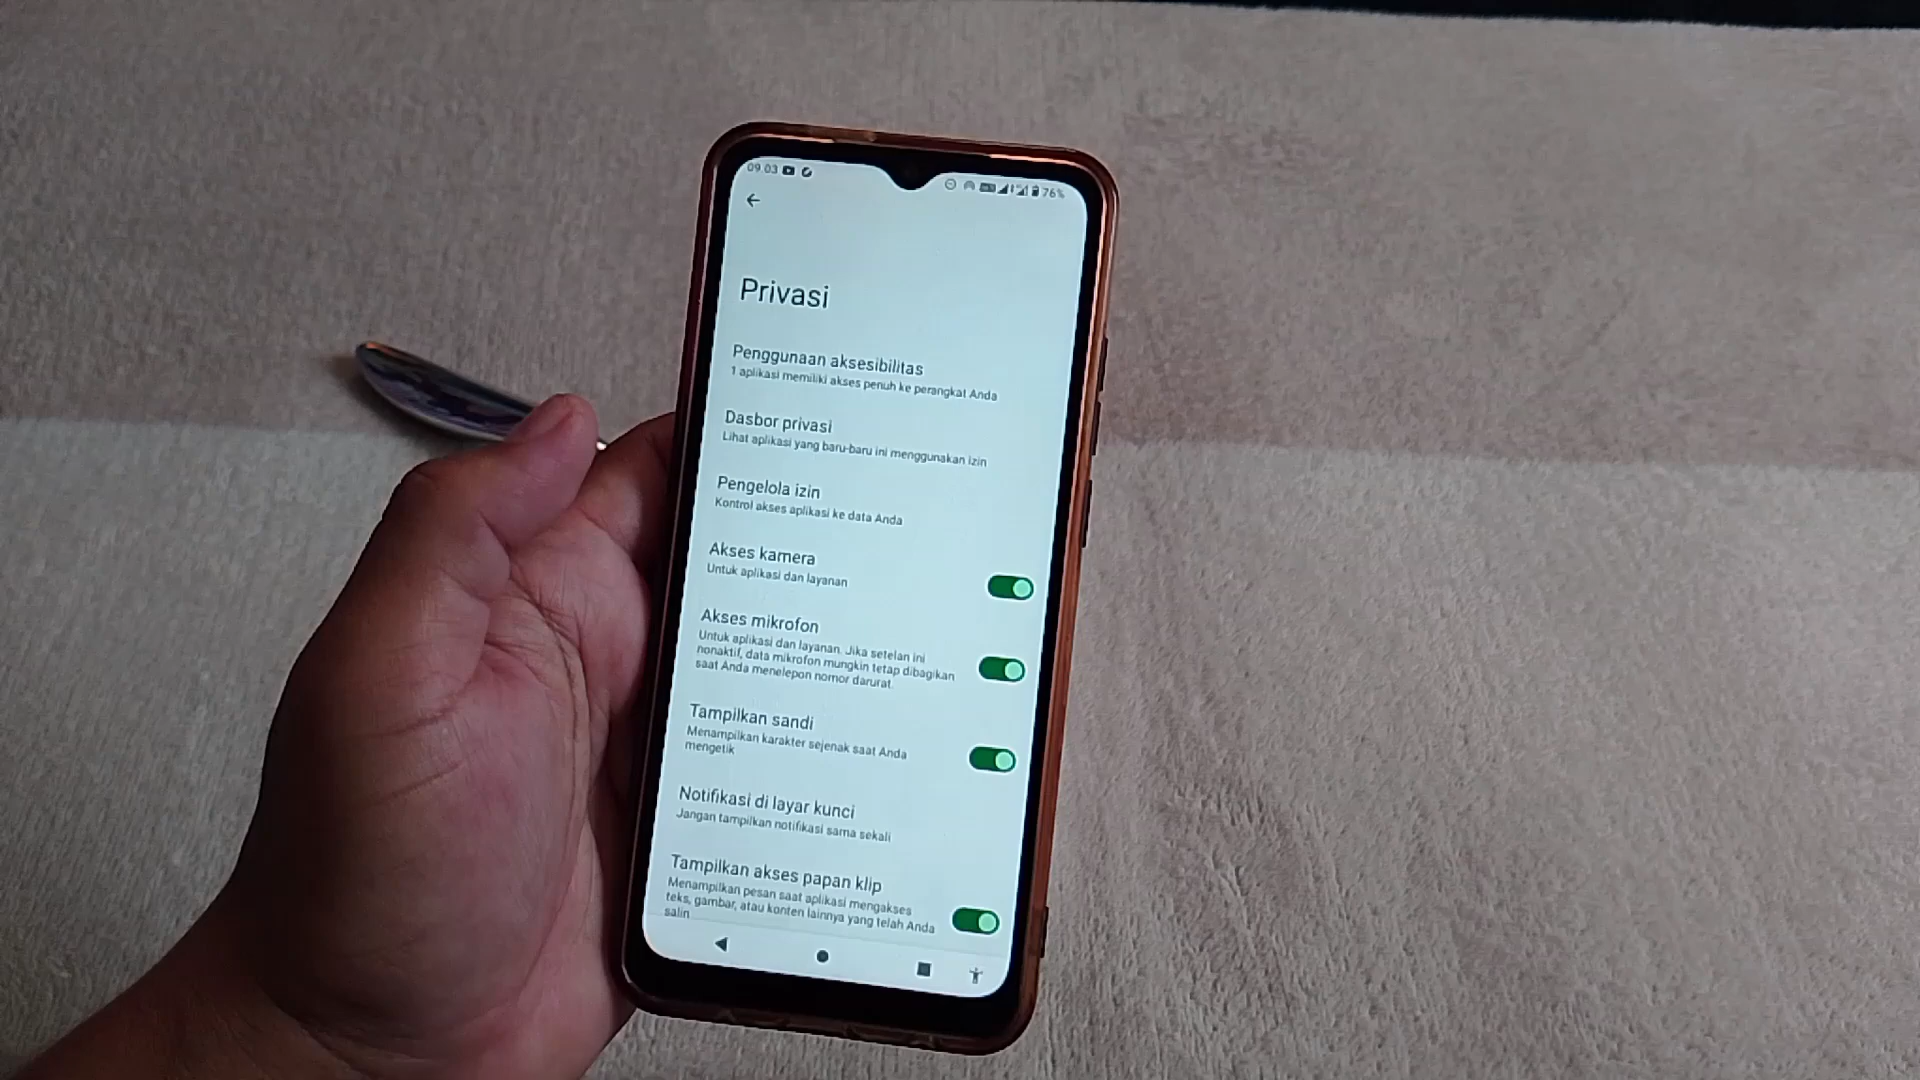 09.03
76%
Privasi
Penggunaan aksesibilitas
1 aplikasi memiliki akses penuh ke perangkat Anda
Dasbor privasi
Lihat aplikasi yang baru-baru ini menggunakan izin
Pengelola izin
Kontrol akses aplikasi ke data Anda
Akses kamera
Untuk aplikasi dan layanan
Akses mikrofon
Untuk aplikasi dan layanan. Jika setelan ini
nonaktif, data mikrofon mungkin tetap dibagikan
saat Anda menelepon nomor darurat.
Tampilkan sandi
Menampilkan karakter sejenak saat Anda
mengetik
Notifikasi di layar kunci
Jangan tampilkan notifikasi sama sekali
Tampilkan akses papan klip
Menampilkan pesan saat aplikasi mengakses
teks, gambar, atau konten lainnya yang telah Anda
salin